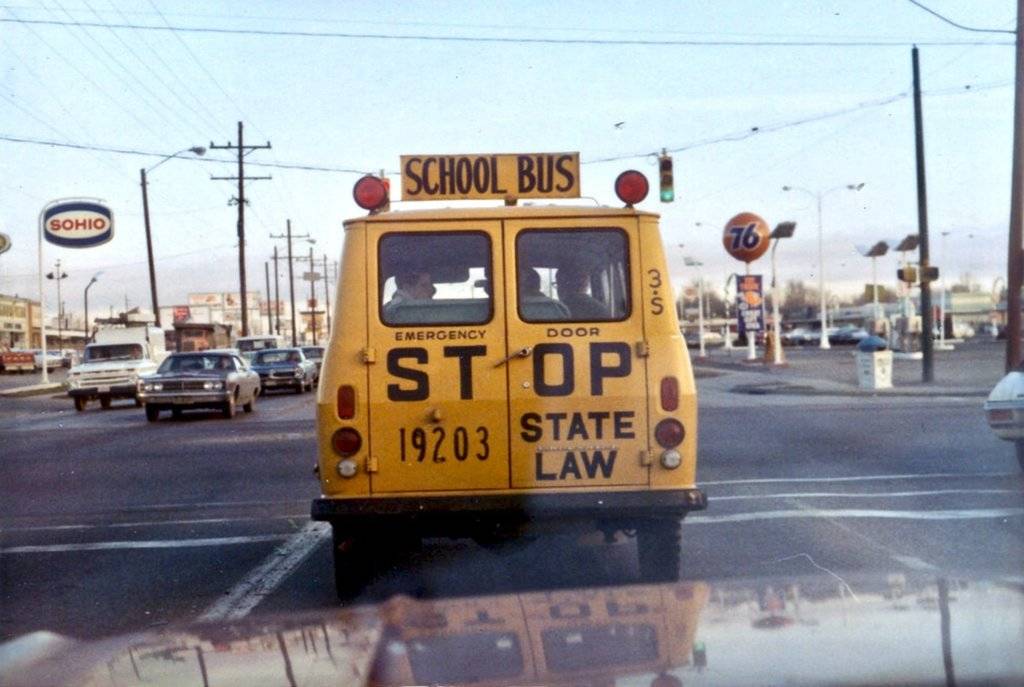 SCHOOL BUS
SOHIO
76
3·S
EMERGENCY DOOR
STOP
19203
STATE
LAW